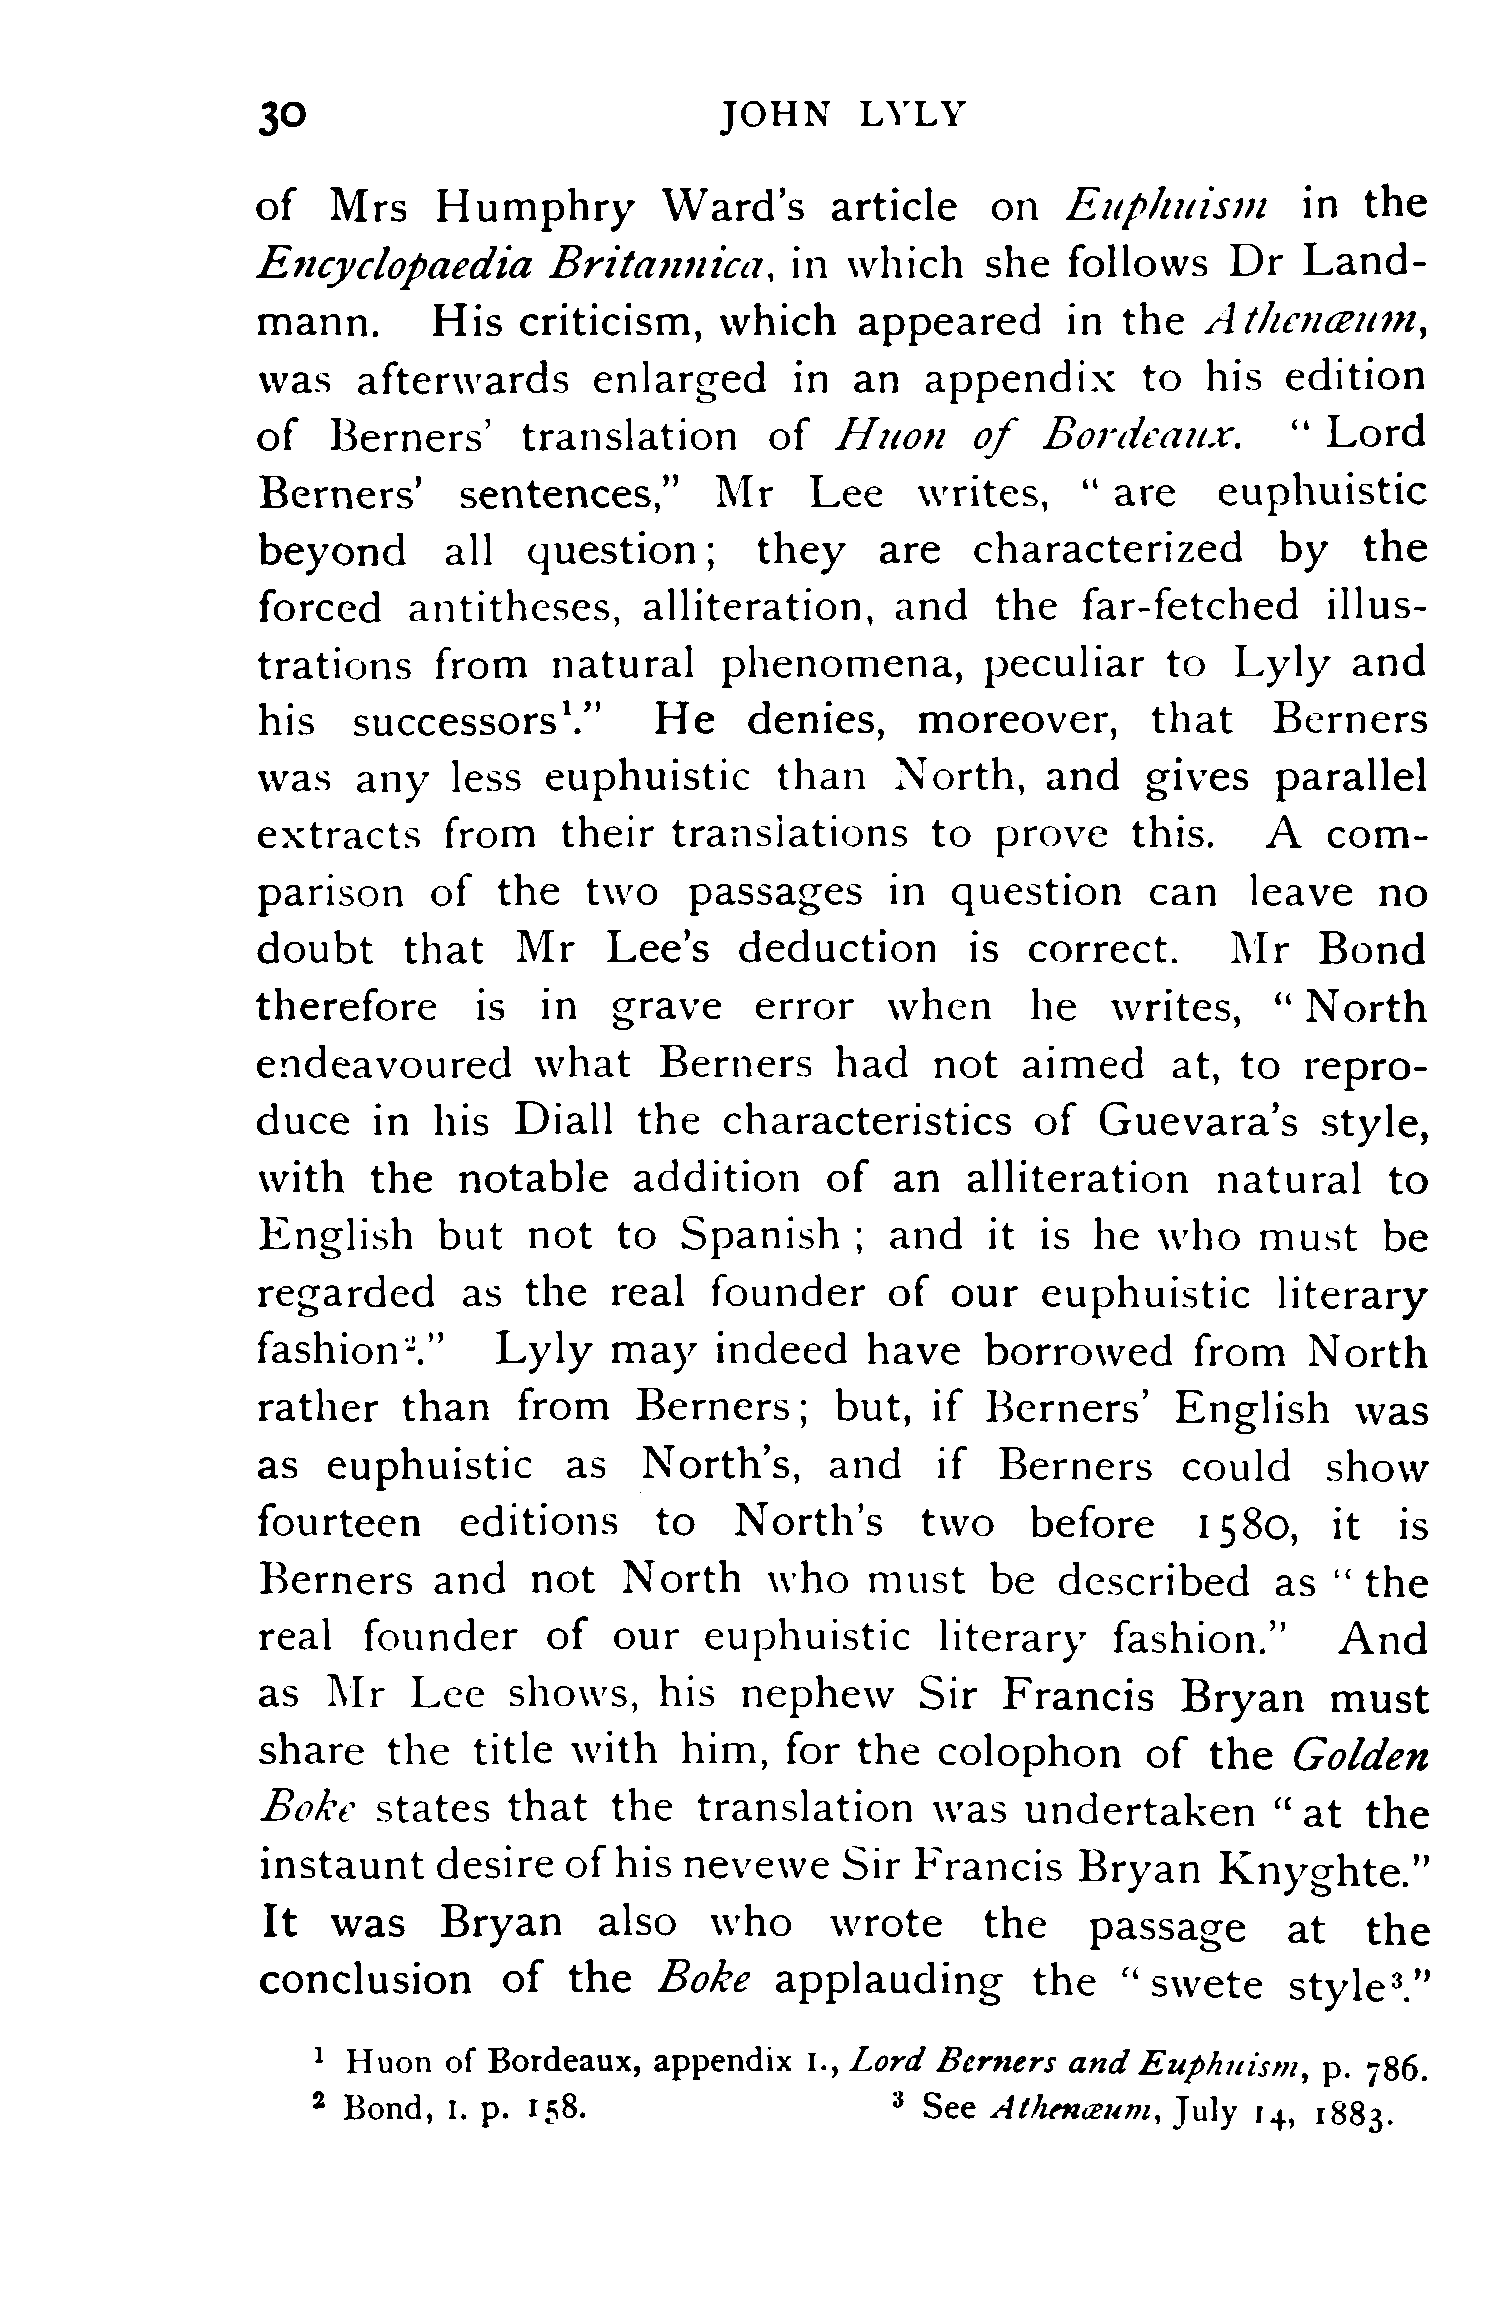 30 JOHN LYLY
of Mrs Humphry Ward's article on Euphuism in the
Encyclopaedia Britannica, in which she follows Dr Land-
mann. His criticism, which appeared in the Athenæum,
was afterwards enlarged in an appendix to his edition
of Berners' translation of Huon of Bordeaux. "Lord
Berners' sentences," Mr Lee writes, "are euphuistic
beyond all question; they are characterized by the
forced antitheses, alliteration, and the far-fetched illus-
trations from natural phenomena, peculiar to Lyly and
his successors¹." He denies, moreover, that Berners
was any less euphuistic than North, and gives parallel
extracts from their translations to prove this. A com-
parison of the two passages in question can leave no
doubt that Mr Lee's deduction is correct. Mr Bond
therefore is in grave error when he writes, "North
endeavoured what Berners had not aimed at, to repro-
duce in his Diall the characteristics of Guevara's style,
with the notable addition of an alliteration natural to
English but not to Spanish; and it is he who must be
regarded as the real founder of our euphuistic literary
fashion²." Lyly may indeed have borrowed from North
rather than from Berners; but, if Berners' English was
as euphuistic as North's, and if Berners could show
fourteen editions to North's two before 1580, it is
Berners and not North who must be described as "the
real founder of our euphuistic literary fashion." And
as Mr Lee shows, his nephew Sir Francis Bryan must
share the title with him, for the colophon of the Golden
Boke states that the translation was undertaken "at the
instaunt desire of his nevewe Sir Francis Bryan Knyghte."
It was Bryan also who wrote the passage at the
conclusion of the Boke applauding the "swete style³."
¹ Huon of Bordeaux, appendix I., Lord Berners and Euphuism, p. 786.
² Bond, I. p. 158. ³ See Athenæum, July 14, 1883.